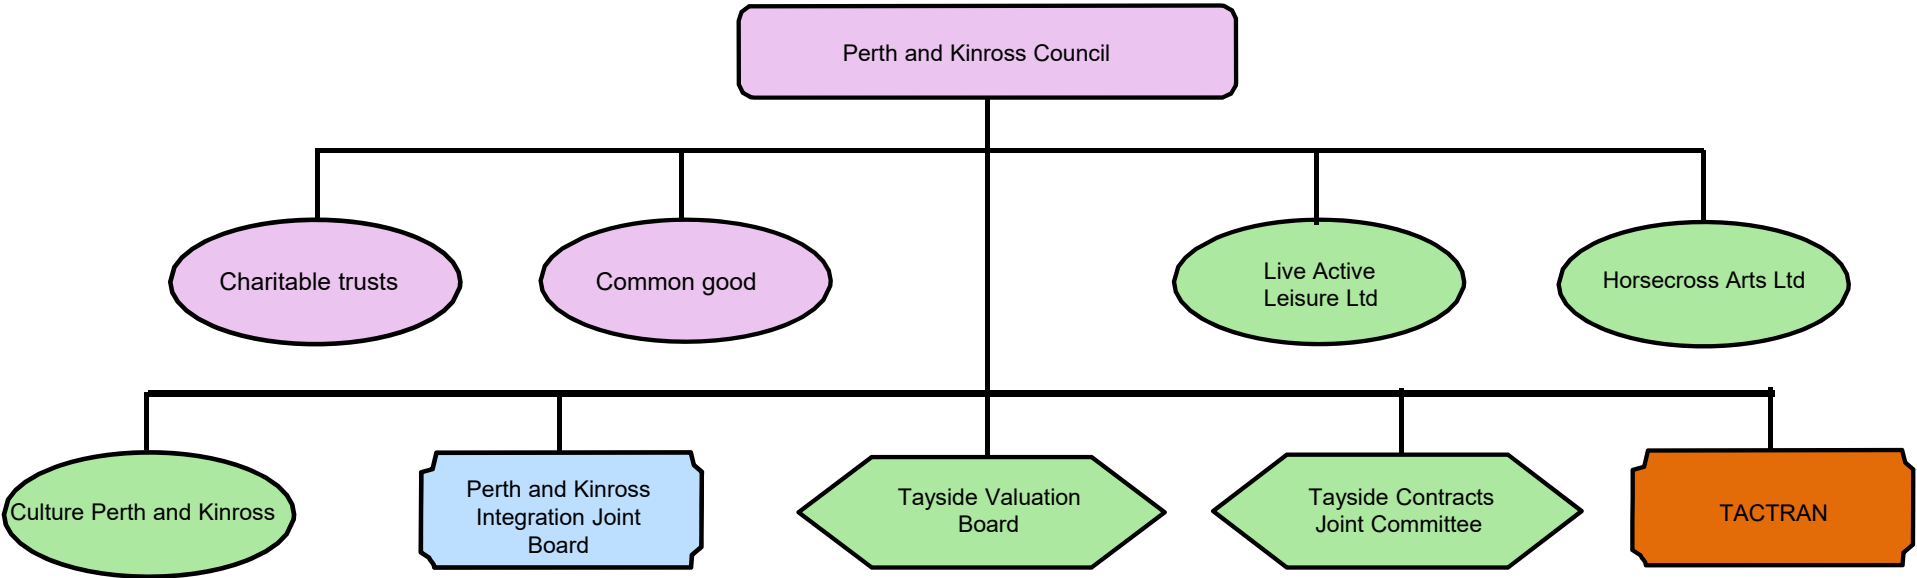 Perth and Kinross Council
Charitable trusts
Common good
Live Active
Leisure Ltd
Horsecross Arts Ltd
Culture Perth and Kinross
Perth and Kinross
Integration Joint
Board
Tayside Valuation
Board
Tayside Contracts
Joint Committee
TACTRAN